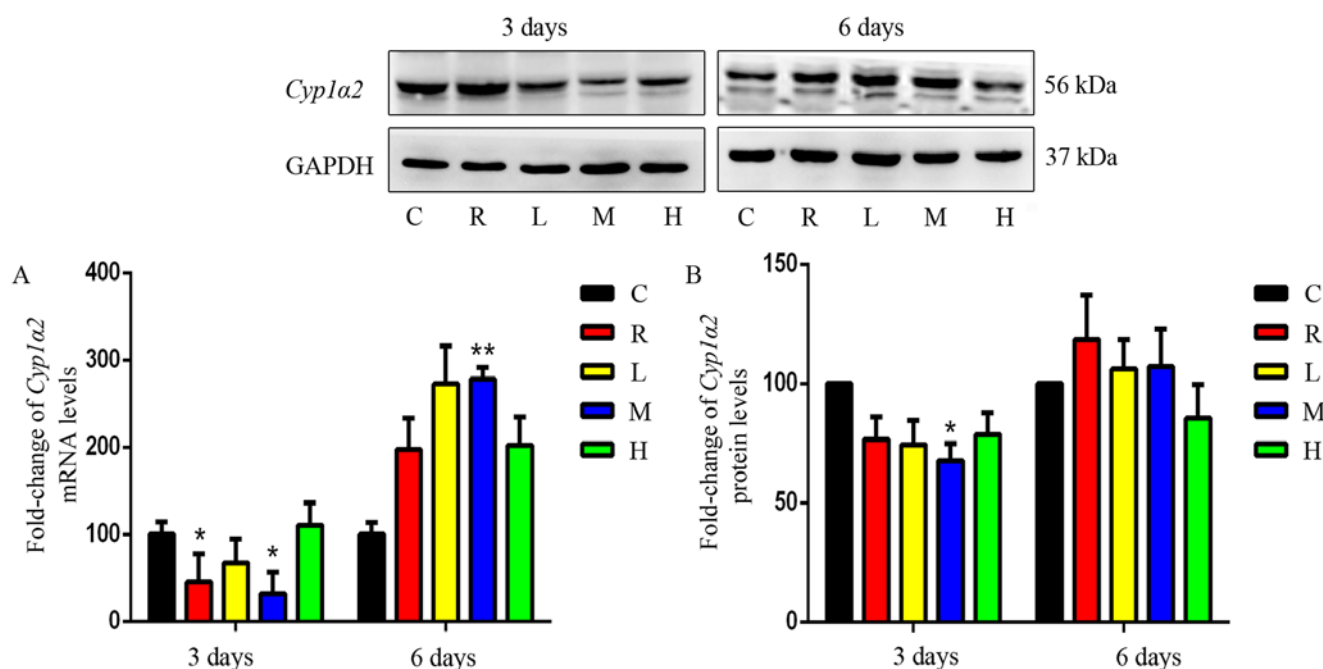 3 days 6 days
Cyp1α2 56 kDa
GAPDH 37 kDa
C R L M H C R L M H
A
Fold-change of Cyp1α2
mRNA levels
400
300
200
100
0
* * **
3 days 6 days
C
R
L
M
H
B
Fold-change of Cyp1α2
protein levels
150
100
50
0
*
3 days 6 days
C
R
L
M
H